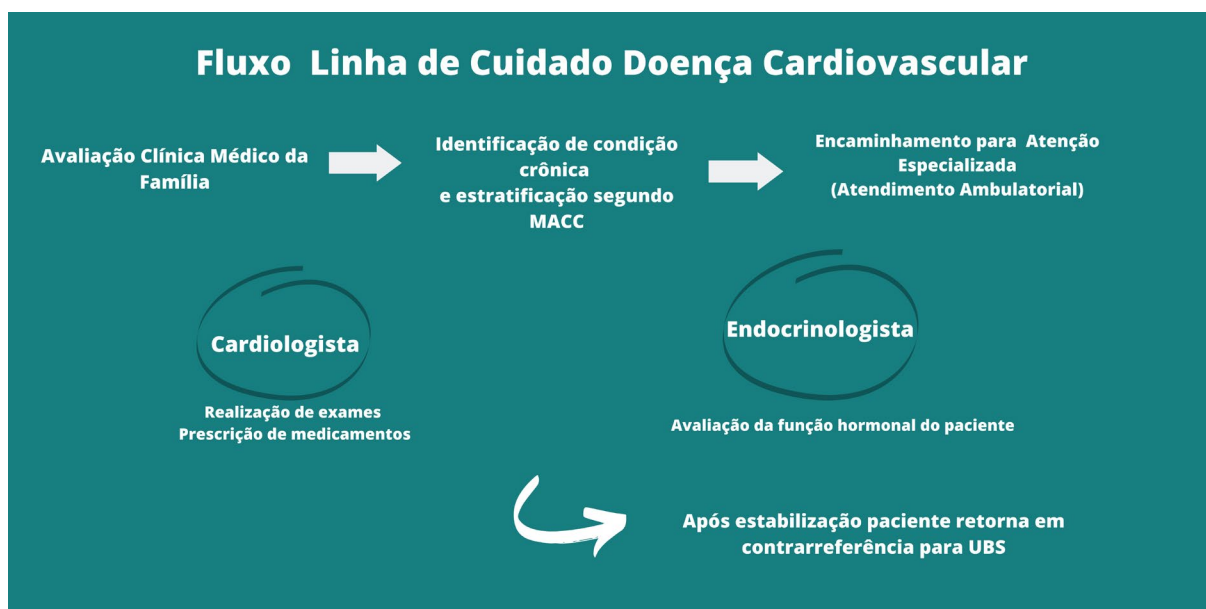 Fluxo Linha de Cuidado Doença Cardiovascular
Avaliação Clínica Médico da
Família
Identificação de condição
crônica
e estratificação segundo
MACC
Encaminhamento para Atenção
Especializada
(Atendimento Ambulatorial)
Cardiologista
Realização de exames
Prescrição de medicamentos
Endocrinologista
Avaliação da função hormonal do paciente
Após estabilização paciente retorna em
contrarreferência para UBS